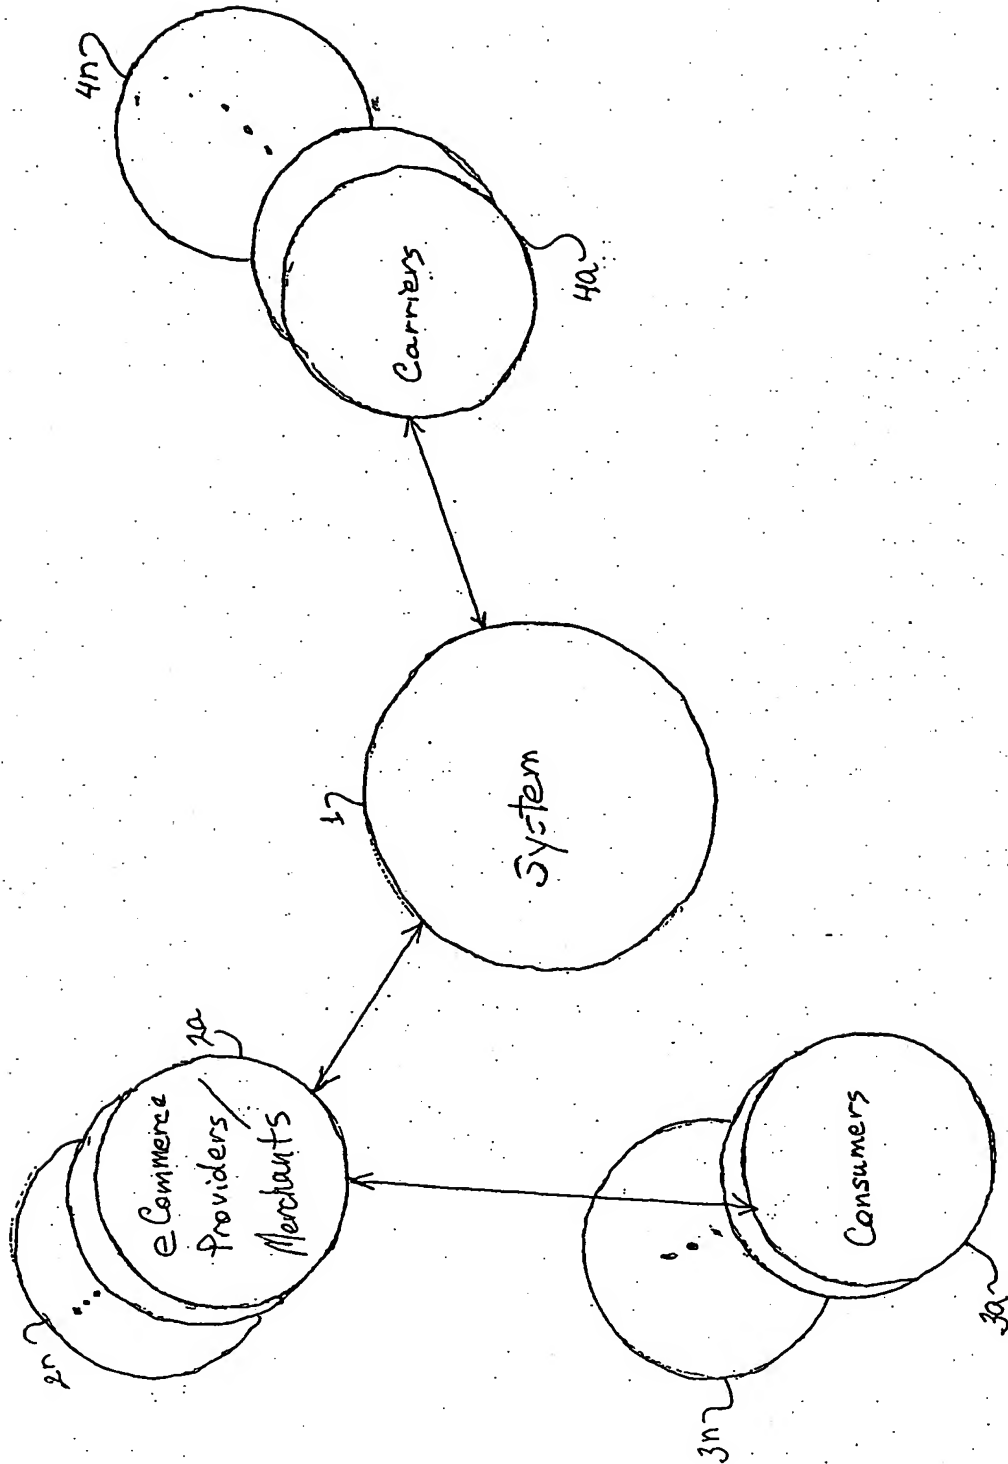 2n
2a
eCommerce
Providers/
Merchants
1
System
4n
Carriers
4a
3n
Consumers
3a